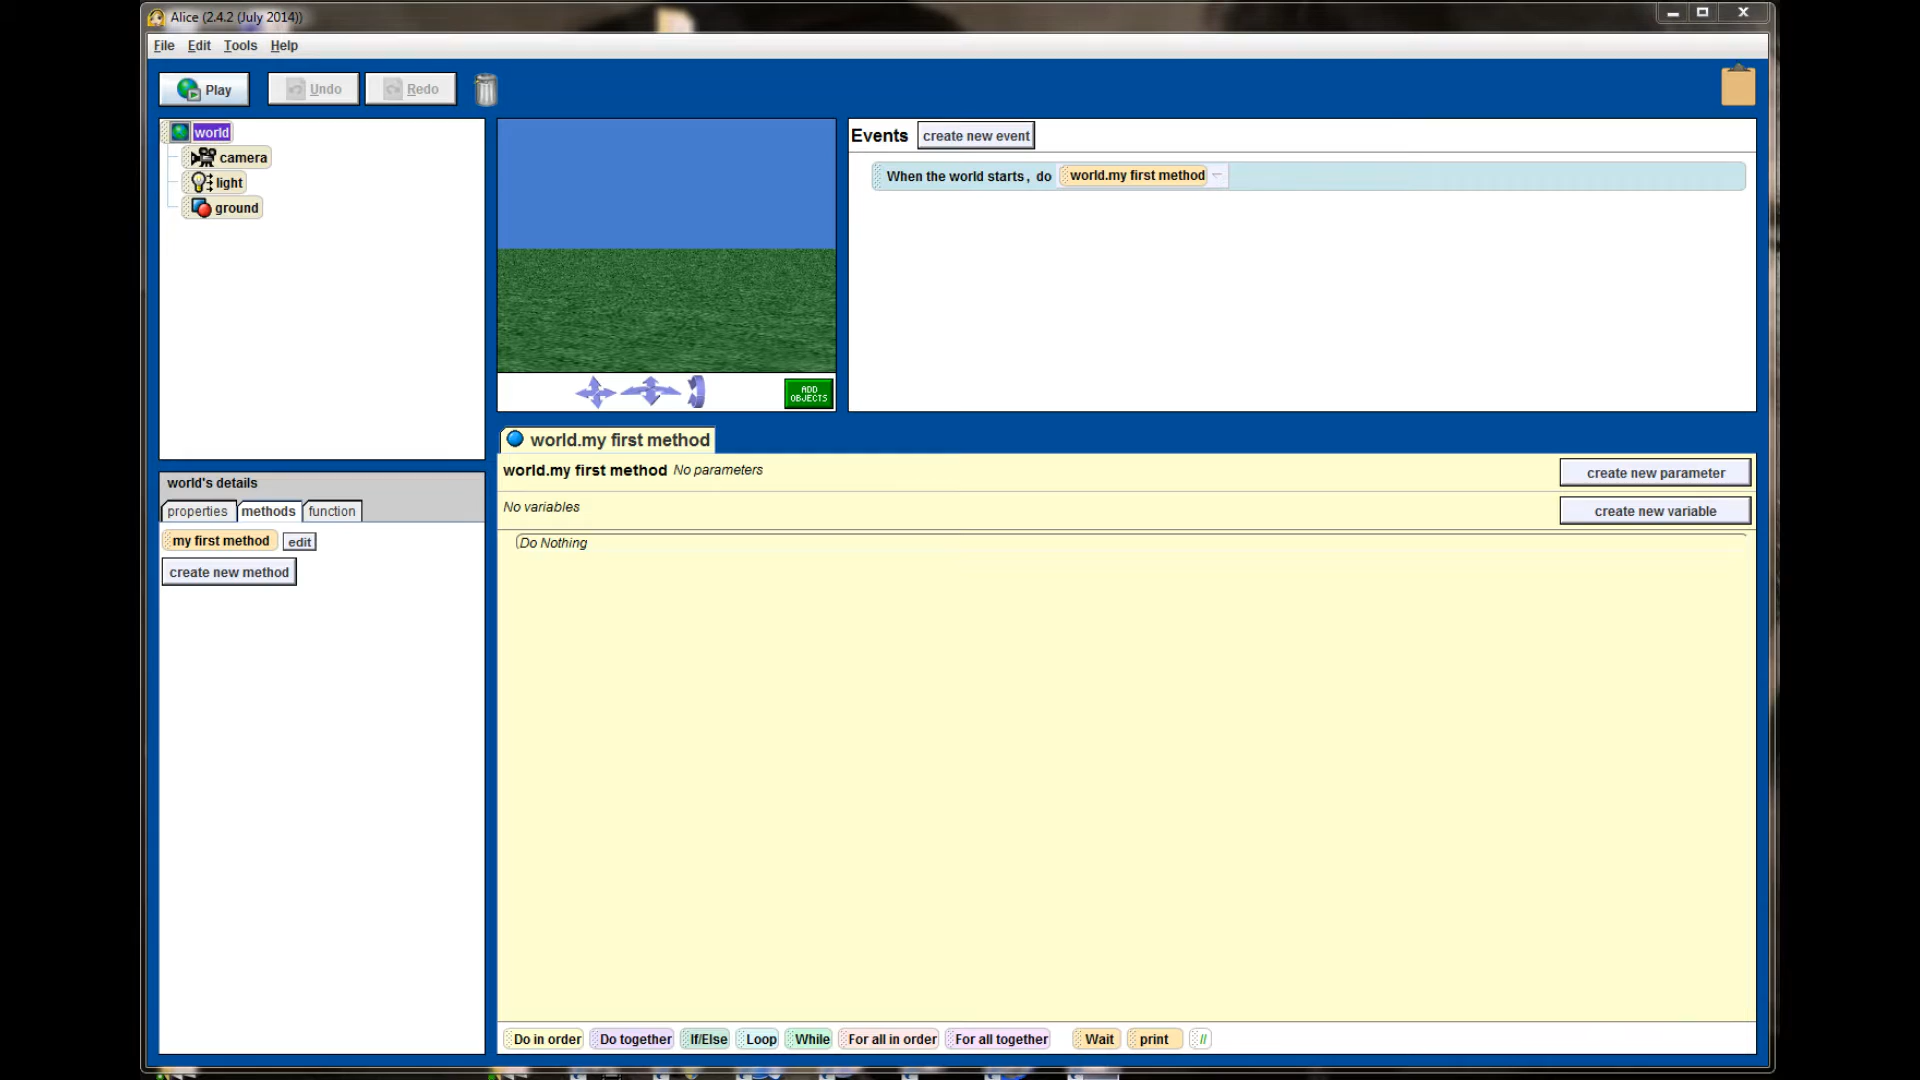 Alice (2.4.2 (July 2014))
File Edit Tools Help
Play Undo Redo
world
camera
light
ground
ADD OBJECTS
Events create new event
When the world starts, do world.my first method
world's details
properties methods function
my first method edit
create new method
world.my first method
world.my first method No parameters
create new parameter
No variables
create new variable
Do Nothing
Do in order Do together If/Else Loop While For all in order For all together Wait print //